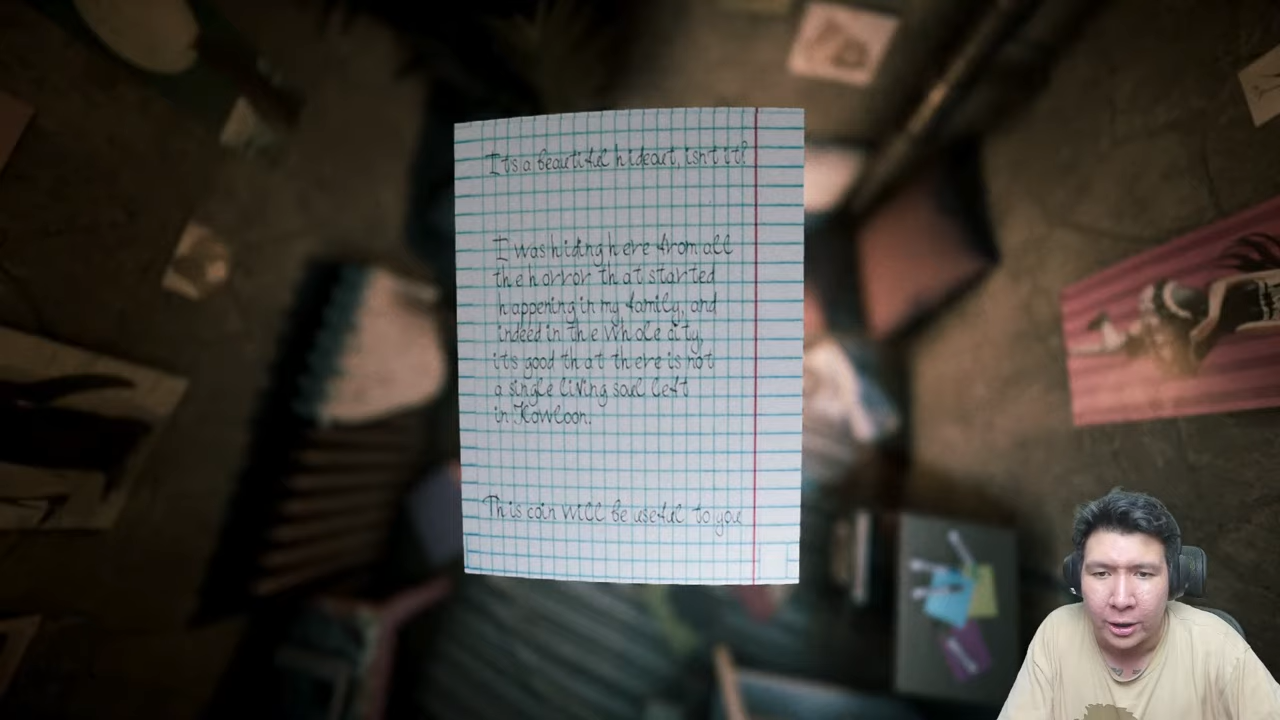 It's a beautiful hideout, isn't it?
I was hiding here from all
the horror that started
happening in my family, and
indeed in the whole city,
it's good that there is not
a single living soul left
in Kowloon.
This coin will be useful to you